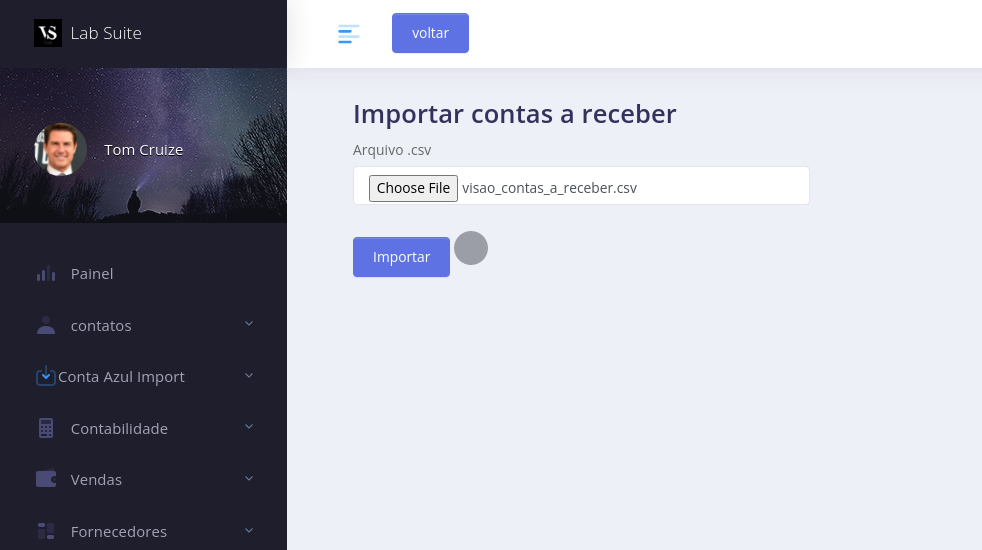 VS Lab Suite
voltar
Tom Cruize
Painel
contatos
Conta Azul Import
Contabilidade
Vendas
Fornecedores
Importar contas a receber
Arquivo .csv
Choose File visao_contas_a_receber.csv
Importar